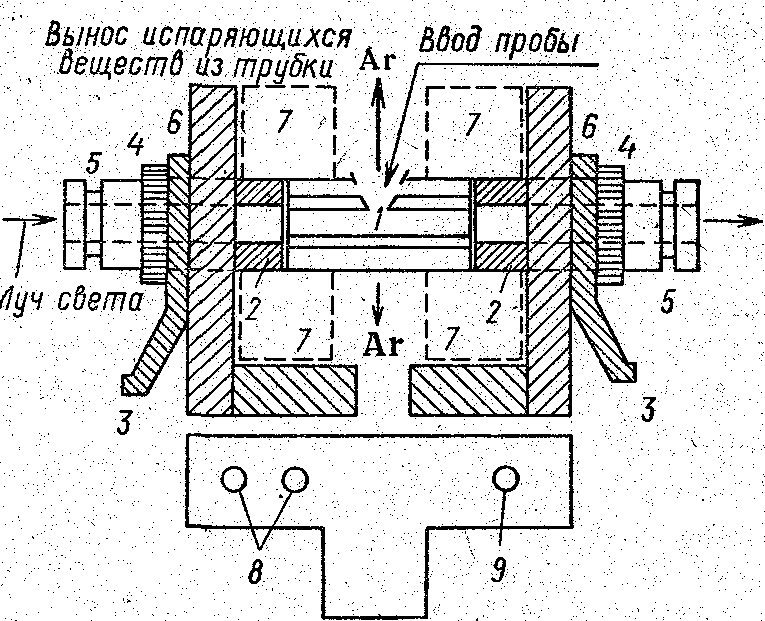 Вынос испаряющихся
веществ из трубки
Ar
Ввод пробы
6
7
7
6
5
4
4
5
1
Луч света
2
7
Ar
7
2
3
3
8
9